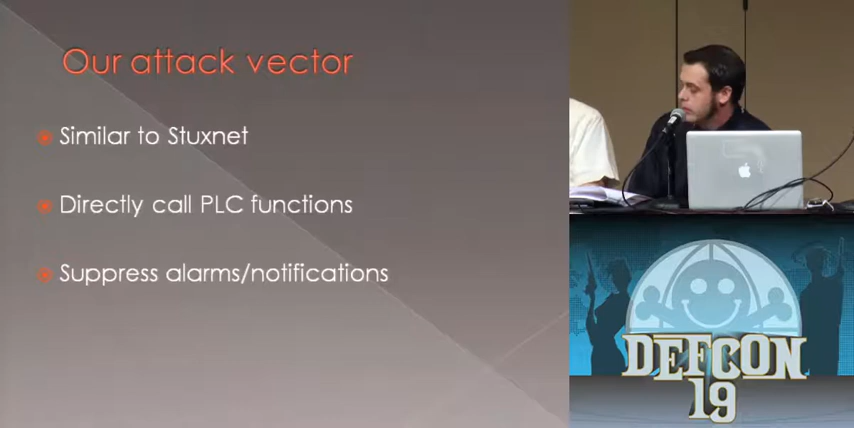 Our attack vector
Similar to Stuxnet
Directly call PLC functions
Suppress alarms/notifications
DEFCON
19